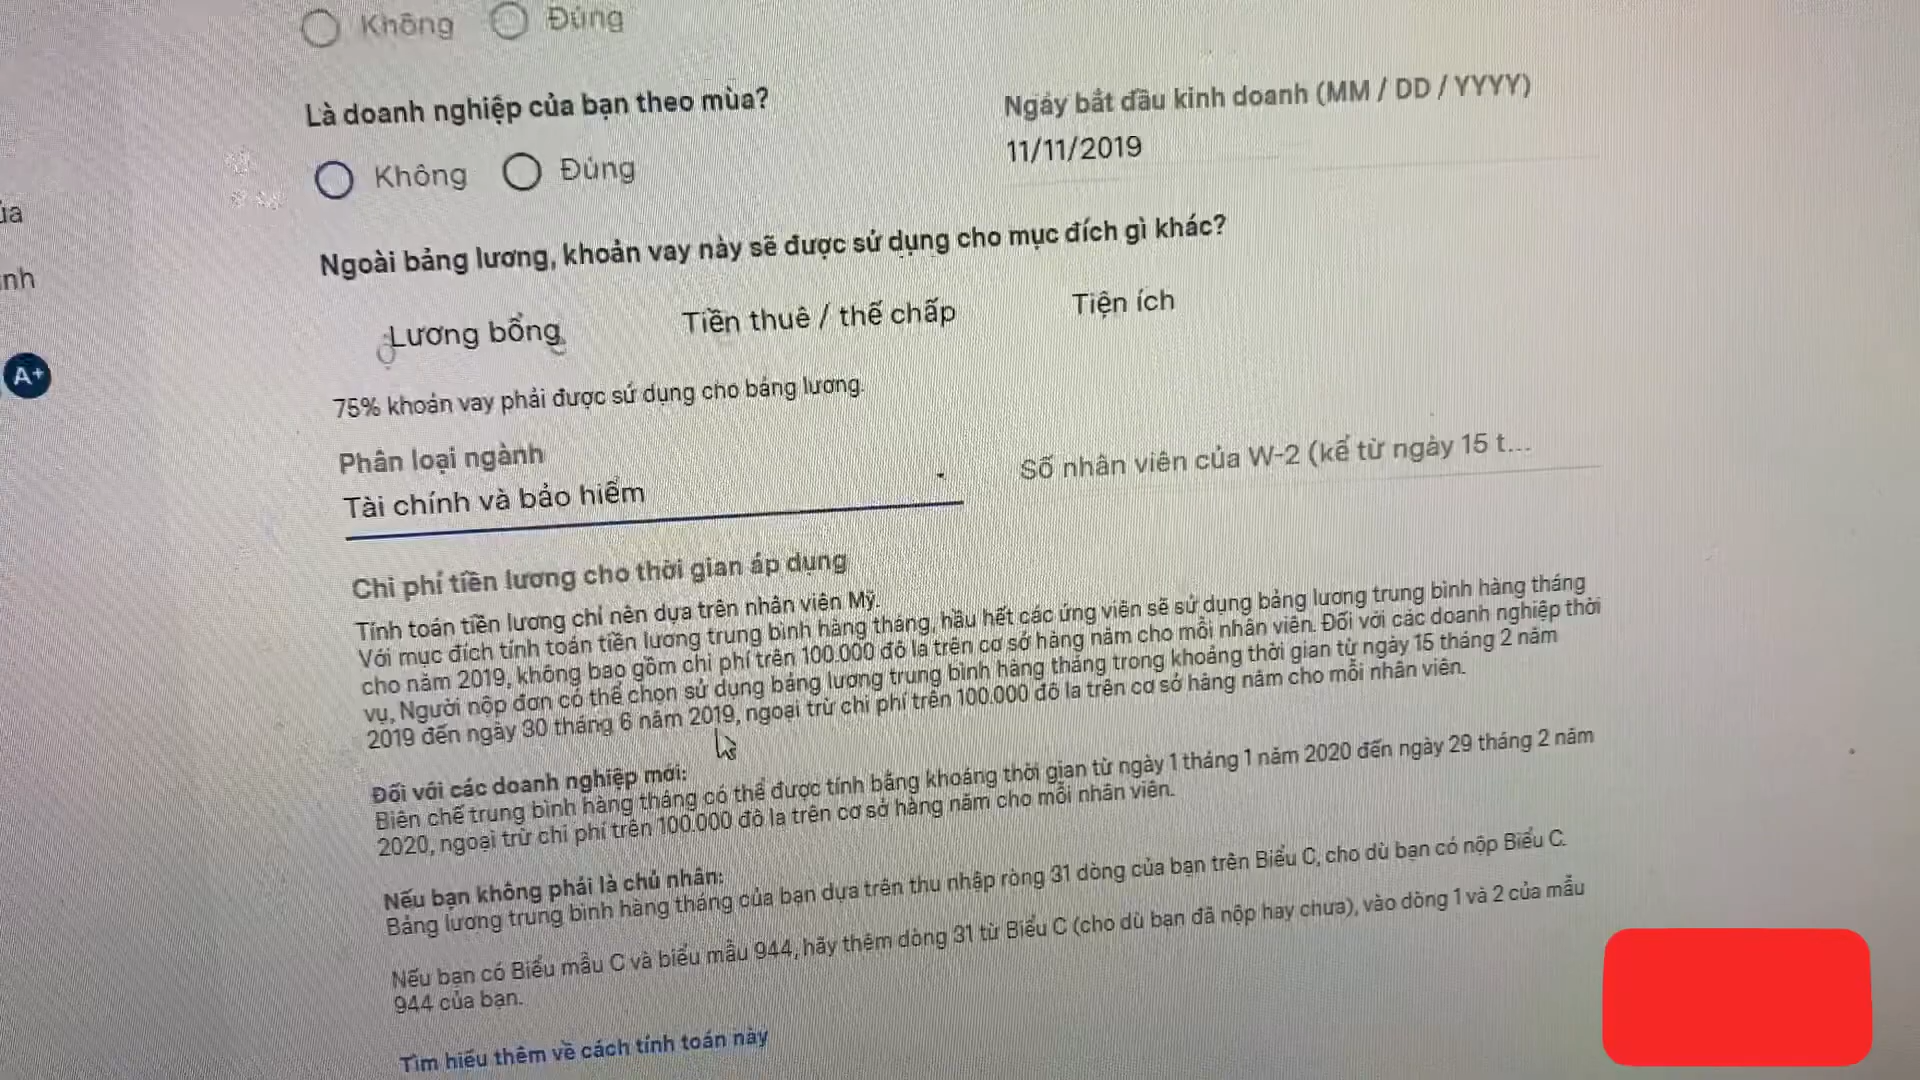 Không Đúng
Là doanh nghiệp của bạn theo mùa?
Ngày bắt đầu kinh doanh (MM / DD / YYYY)
Không Đúng
11/11/2019
ủa
Ngoài bảng lương, khoản vay này sẽ được sử dụng cho mục đích gì khác?
nh
Lương bổng
Tiền thuê / thế chấp
Tiện ích
A+
75% khoản vay phải được sử dụng cho bảng lương.
Phân loại ngành
Tài chính và bảo hiểm
Số nhân viên của W-2 (kể từ ngày 15 t...
Chi phí tiền lương cho thời gian áp dụng
Tính toán tiền lương chỉ nên dựa trên nhân viên Mỹ.
Với mục đích tính toán tiền lương trung bình hàng tháng, hầu hết các ứng viên sẽ sử dụng bảng lương trung bình hàng tháng
cho năm 2019, không bao gồm chi phí trên 100.000 đô la trên cơ sở hàng năm cho mỗi nhân viên. Đối với các doanh nghiệp thời
vụ, Người nộp đơn có thể chọn sử dụng bảng lương trung bình hàng tháng trong khoảng thời gian từ ngày 15 tháng 2 năm
2019 đến ngày 30 tháng 6 năm 2019, ngoại trừ chi phí trên 100.000 đô la trên cơ sở hàng năm cho mỗi nhân viên.
Đối với các doanh nghiệp mới:
Biên chế trung bình hàng tháng có thể được tính bằng khoảng thời gian từ ngày 1 tháng 1 năm 2020 đến ngày 29 tháng 2 năm
2020, ngoại trừ chi phí trên 100.000 đô la trên cơ sở hàng năm cho mỗi nhân viên.
Nếu bạn không phải là chủ nhân:
Bảng lương trung bình hàng tháng của bạn dựa trên thu nhập ròng 31 dòng của bạn trên Biểu C, cho dù bạn có nộp Biểu C.
Nếu bạn có Biểu mẫu C và biểu mẫu 944, hãy thêm dòng 31 từ Biểu C (cho dù bạn đã nộp hay chưa), vào dòng 1 và 2 của mẫu
944 của bạn.
Tìm hiểu thêm về cách tính toán này